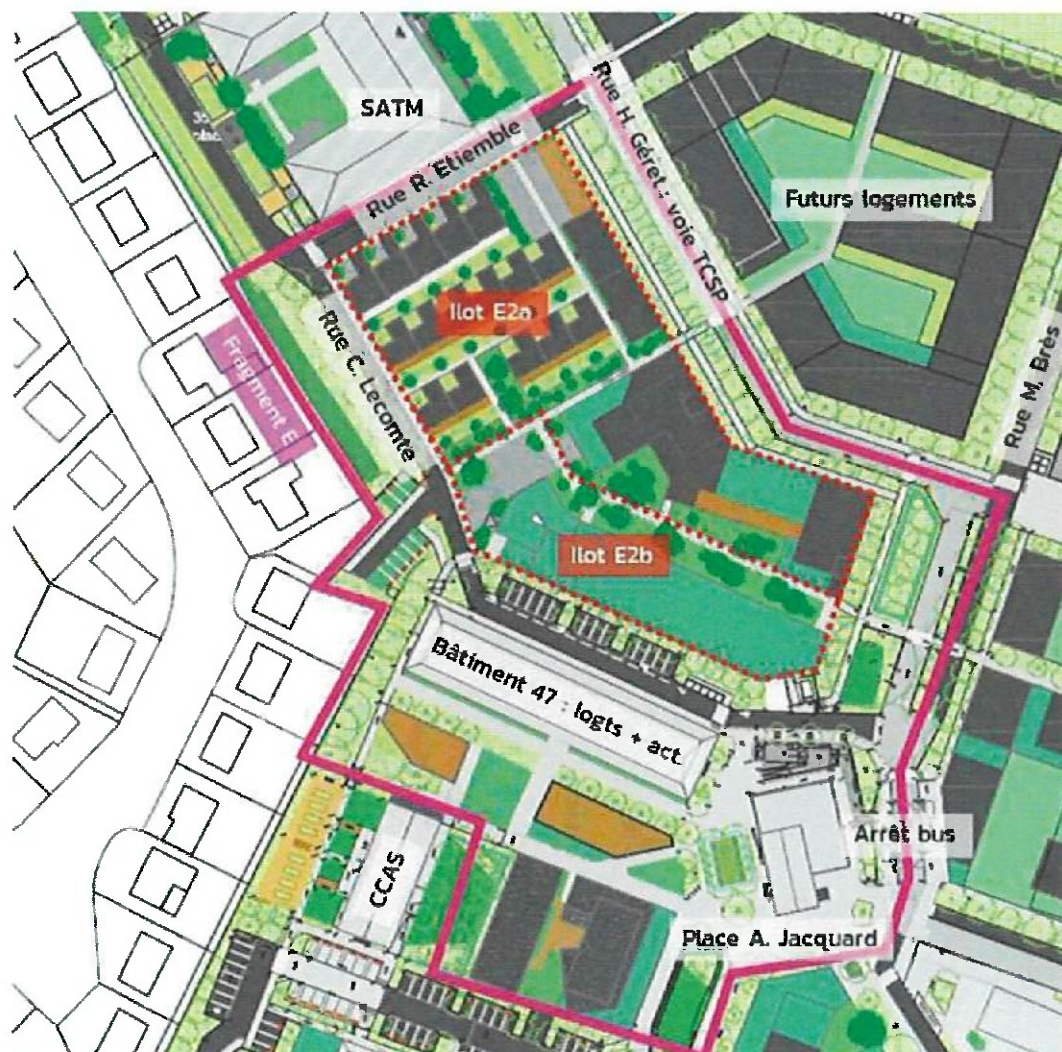 SATM
Rue R. Etiemble
Rue H. Géret : voie TCSP
Futurs logements
Ilot E2a
Rue C. Lecomte
Fragment E
Rue M. Brès
Ilot E2b
Bâtiment 47 : logts + act.
Arrêt bus
CCAS
Place A. Jacquard